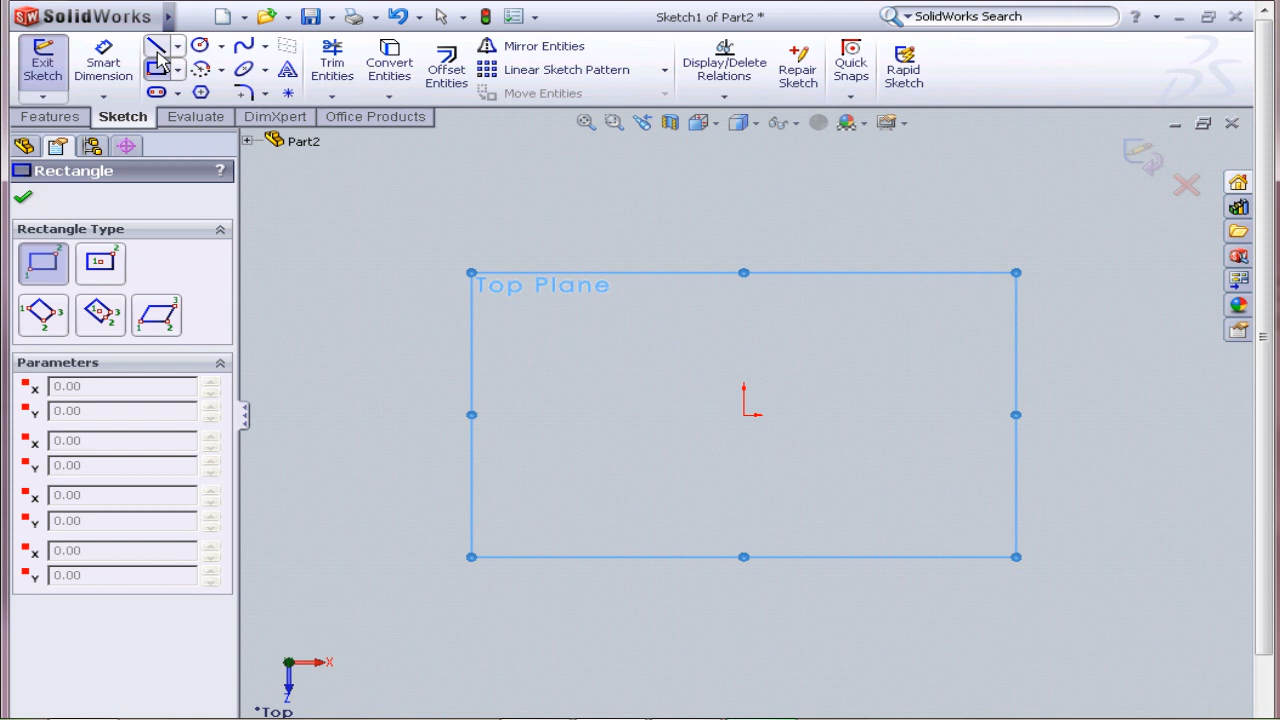 SolidWorks
Sketch1 of Part2 *
SolidWorks Search
?
Exit Sketch
Smart Dimension
Trim Entities
Convert Entities
Offset Entities
Mirror Entities
Linear Sketch Pattern
Move Entities
Display/Delete Relations
Repair Sketch
Quick Snaps
Rapid Sketch
Features
Sketch
Evaluate
DimXpert
Office Products
Part2
Rectangle
?
Rectangle Type
Parameters
X 0.00
Y 0.00
X 0.00
Y 0.00
X 0.00
Y 0.00
X 0.00
Y 0.00
Top Plane
X
Z
*Top